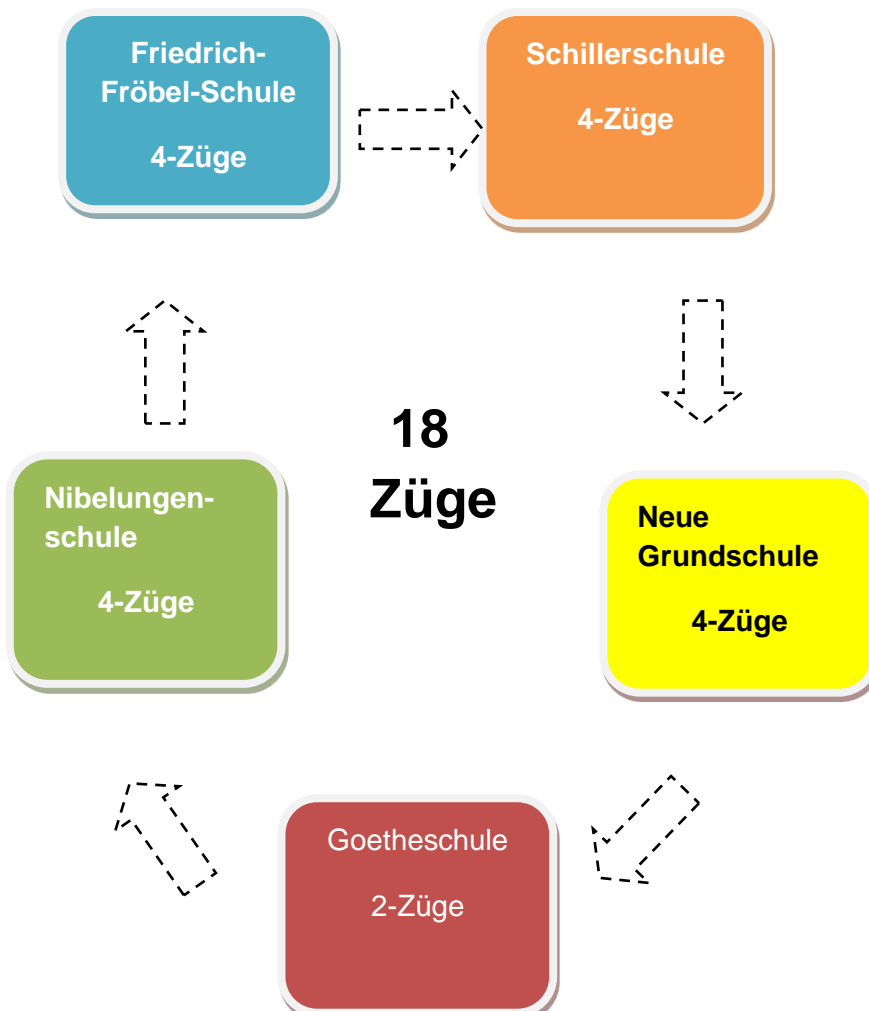 Friedrich-
Fröbel-Schule
4-Züge
Schillerschule
4-Züge
18
Züge
Nibelungen-
schule
4-Züge
Neue
Grundschule
4-Züge
Goetheschule
2-Züge